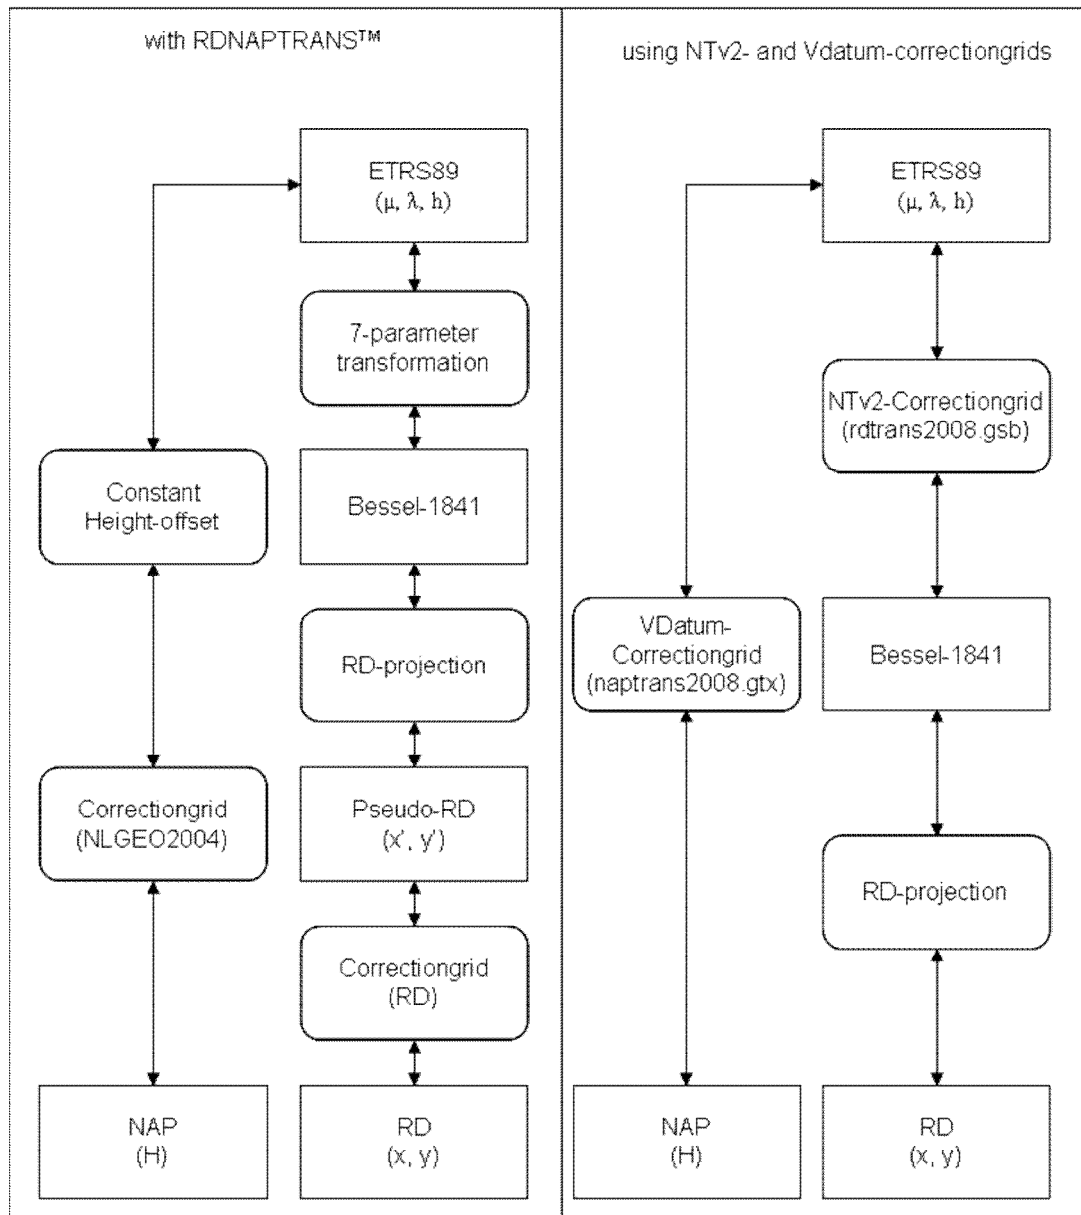 with RDNAPTRANS™
ETRS89
(μ, λ, h)
7-parameter
transformation
Constant
Height-offset
Bessel-1841
RD-projection
Correctiongrid
(NLGEO2004)
Pseudo-RD
(x', y')
Correctiongrid
(RD)
NAP
(H)
RD
(x, y)
using NTv2- and Vdatum-correctiongrids
ETRS89
(μ, λ, h)
NTv2-Correctiongrid
(rdtrans2008.gsb)
VDatum-
Correctiongrid
(naptrans2008.gtx)
Bessel-1841
RD-projection
NAP
(H)
RD
(x, y)